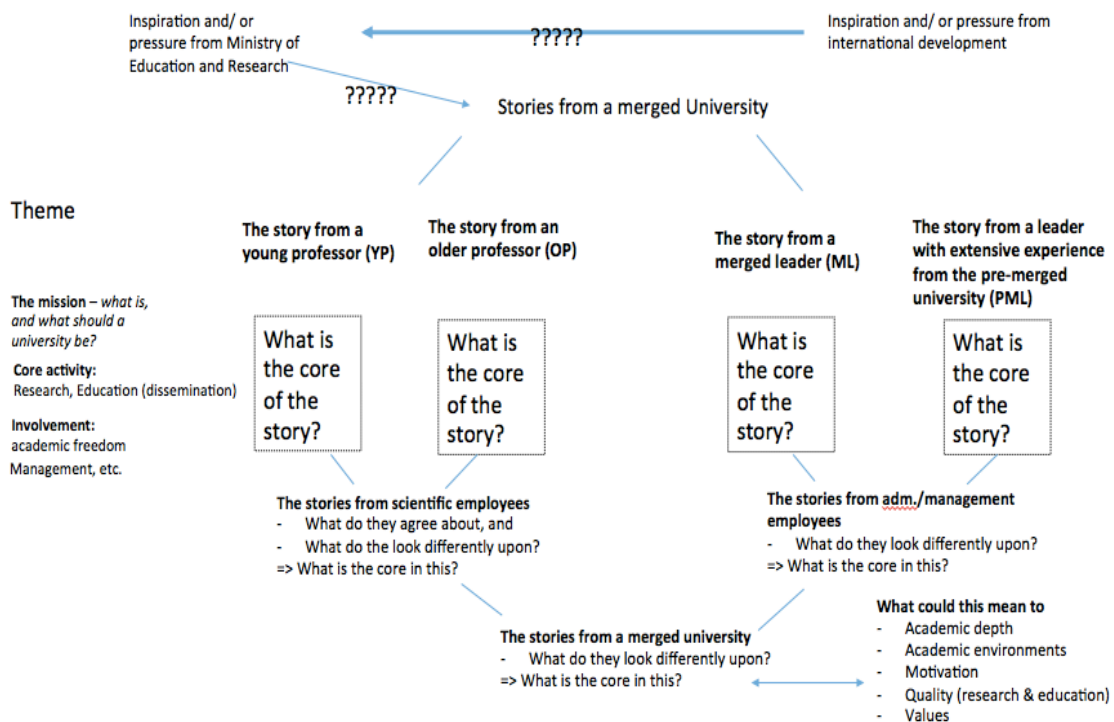 Inspiration and/ or
pressure from Ministry of
Education and Research
?????
Inspiration and/ or pressure from
international development
?????
Stories from a merged University
Theme
The story from a
young professor (YP)
The story from an
older professor (OP)
The story from a
merged leader (ML)
The story from a leader
with extensive experience
from the pre-merged
university (PML)
The mission – what is,
and what should a
university be?
Core activity:
Research, Education (dissemination)
Involvement:
academic freedom
Management, etc.
What is
the core
of the
story?
What is
the core
of the
story?
What is
the core
of the
story?
What is
the core
of the
story?
The stories from scientific employees
- What do they agree about, and
- What do the look differently upon?
=> What is the core in this?
The stories from adm./management
employees
- What do they look differently upon?
=> What is the core in this?
The stories from a merged university
- What do they look differently upon?
=> What is the core in this?
What could this mean to
- Academic depth
- Academic environments
- Motivation
- Quality (research & education)
- Values